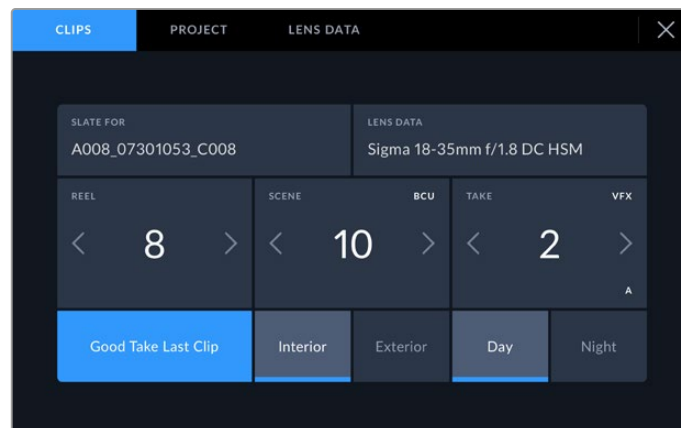 CLIPS PROJECT LENS DATA
SLATE FOR LENS DATA
A008_07301053_C008 Sigma 18-35mm f/1.8 DC HSM
REEL SCENE BCU TAKE VFX
8 10 2
A
Good Take Last Clip Interior Exterior Day Night